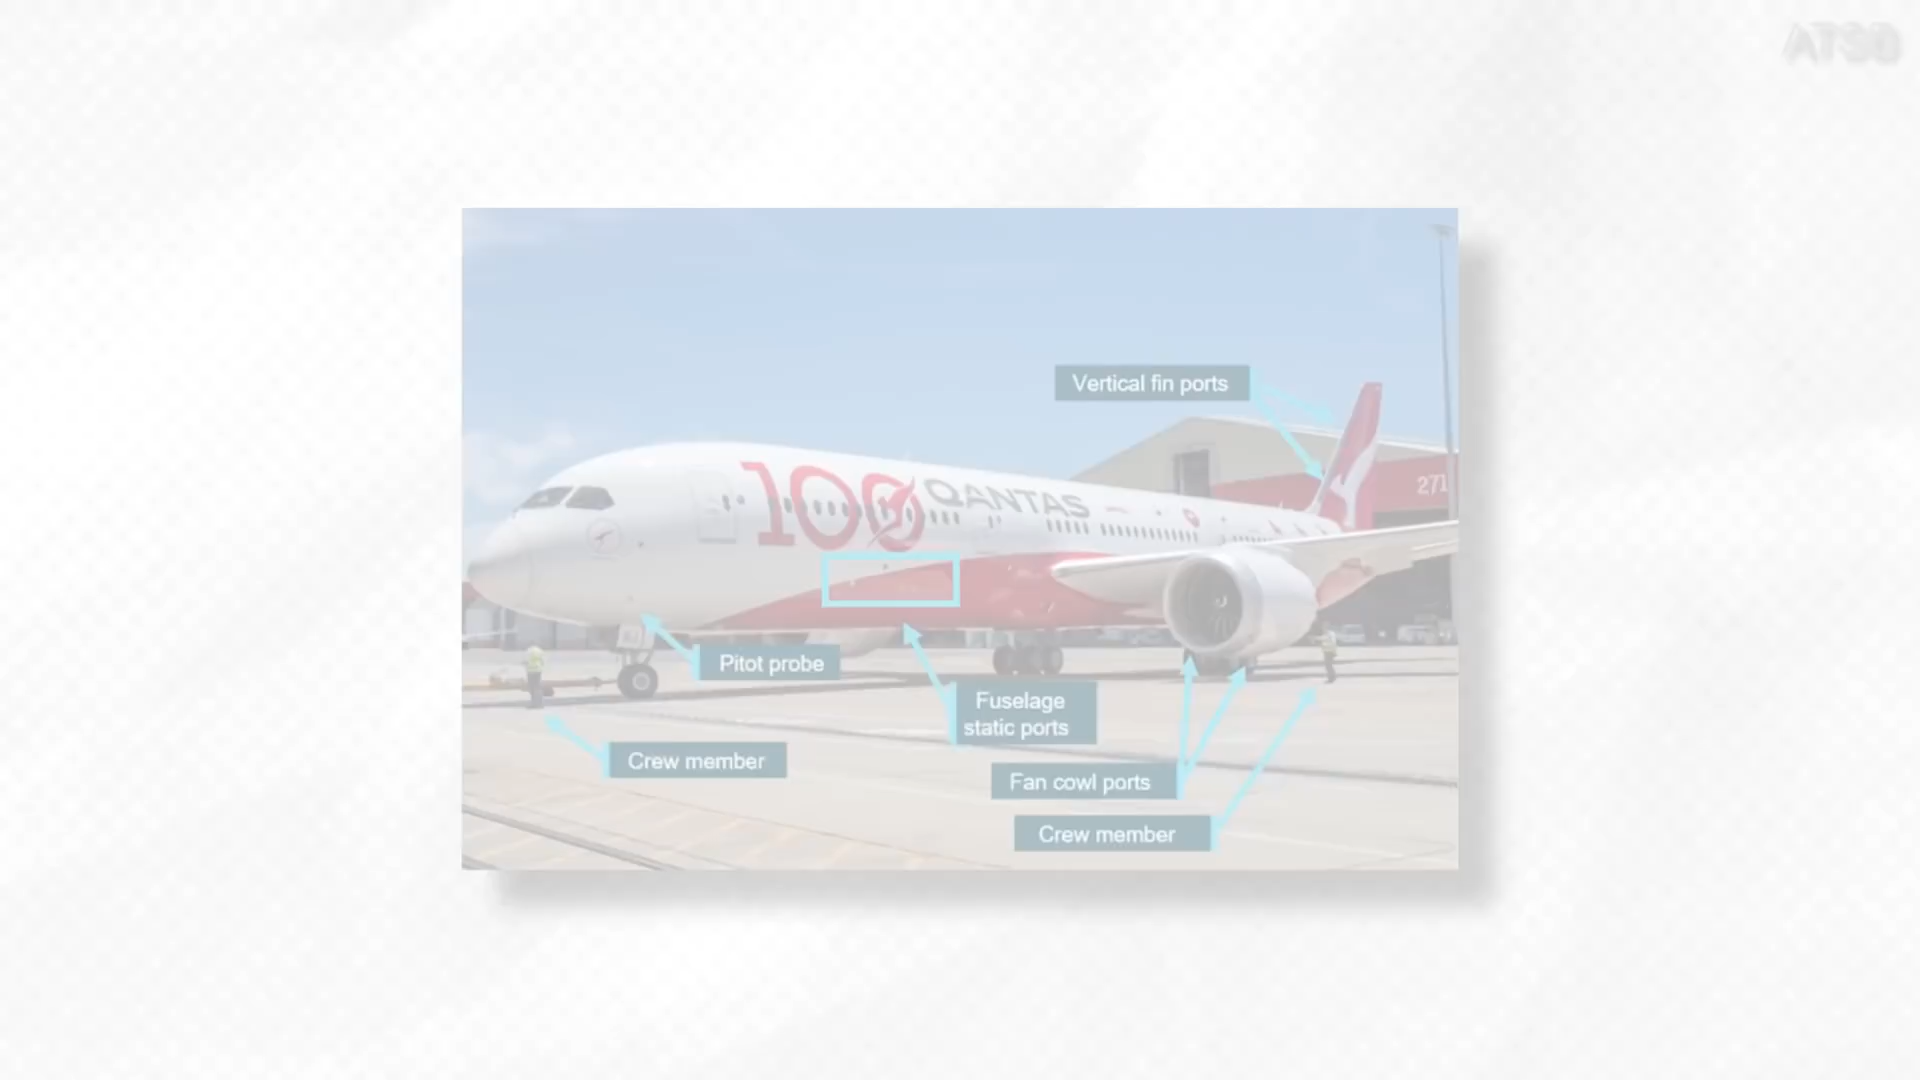 ATSB
Vertical fin ports
271
100 QANTAS
Pitot probe
Fuselage
static ports
Crew member
Fan cowl ports
Crew member